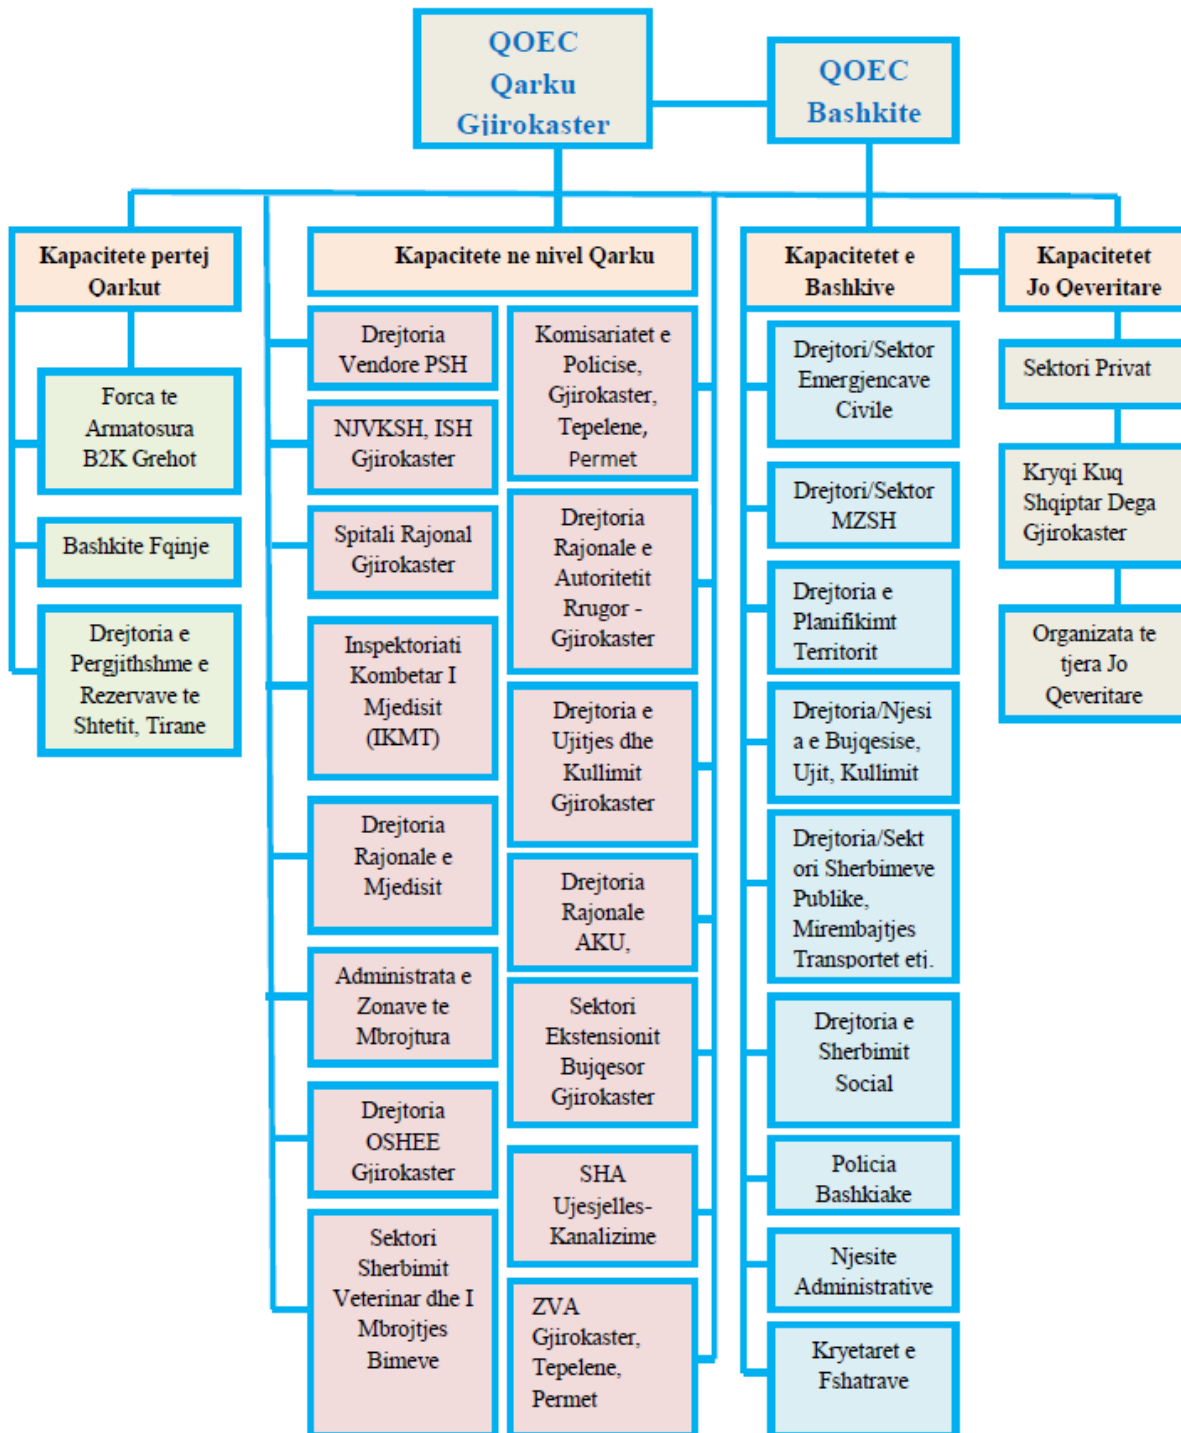 QOEC
Qarku
Gjirokaster
QOEC
Bashkite
Kapacitete pertej
Qarkut
Kapacitete ne nivel Qarku
Kapacitetet e
Bashkive
Kapacitetet
Jo Qeveritare
Forca te
Armatosura
B2K Grehot
Bashkite Fqinje
Drejtoria e
Pergjithshme e
Rezervave te
Shtetit, Tirane
Drejtoria
Vendore PSH
NJVKSH, ISH
Gjirokaster
Spitali Rajonal
Gjirokaster
Inspektoriati
Kombetar I
Mjedisit
(IKMT)
Drejtoria
Rajonale e
Mjedisit
Administrata e
Zonave te
Mbrojtura
Drejtoria
OSHEE
Gjirokaster
Sektori
Sherbimit
Veterinar dhe I
Mbrojtjes
Bimeve
Komisariatet e
Policise,
Gjirokaster,
Tepelene,
Permet
Drejtoria
Rajonale e
Autoritetit
Rrugor -
Gjirokaster
Drejtoria e
Ujitjes dhe
Kullimit
Gjirokaster
Drejtoria
Rajonale
AKU,
Sektori
Ekstensionit
Bujqesor
Gjirokaster
SHA
Ujesjelles-
Kanalizime
ZVA
Gjirokaster,
Tepelene,
Permet
Drejtori/Sektor
Emergjencave
Civile
Drejtori/Sektor
MZSH
Drejtoria e
Planifikimt
Territorit
Drejtoria/Njesi
a e Bujqesise,
Ujit, Kullimit
Drejtoria/Sekt
ori Sherbimeve
Publike,
Mirembajtjes
Transportet etj.
Drejtoria e
Sherbimit
Social
Policia
Bashkiake
Njesite
Administrative
Kryetaret e
Fshatrave
Sektori Privat
Kryqi Kuq
Shqiptar Dega
Gjirokaster
Organizata te
tjera Jo
Qeveritare